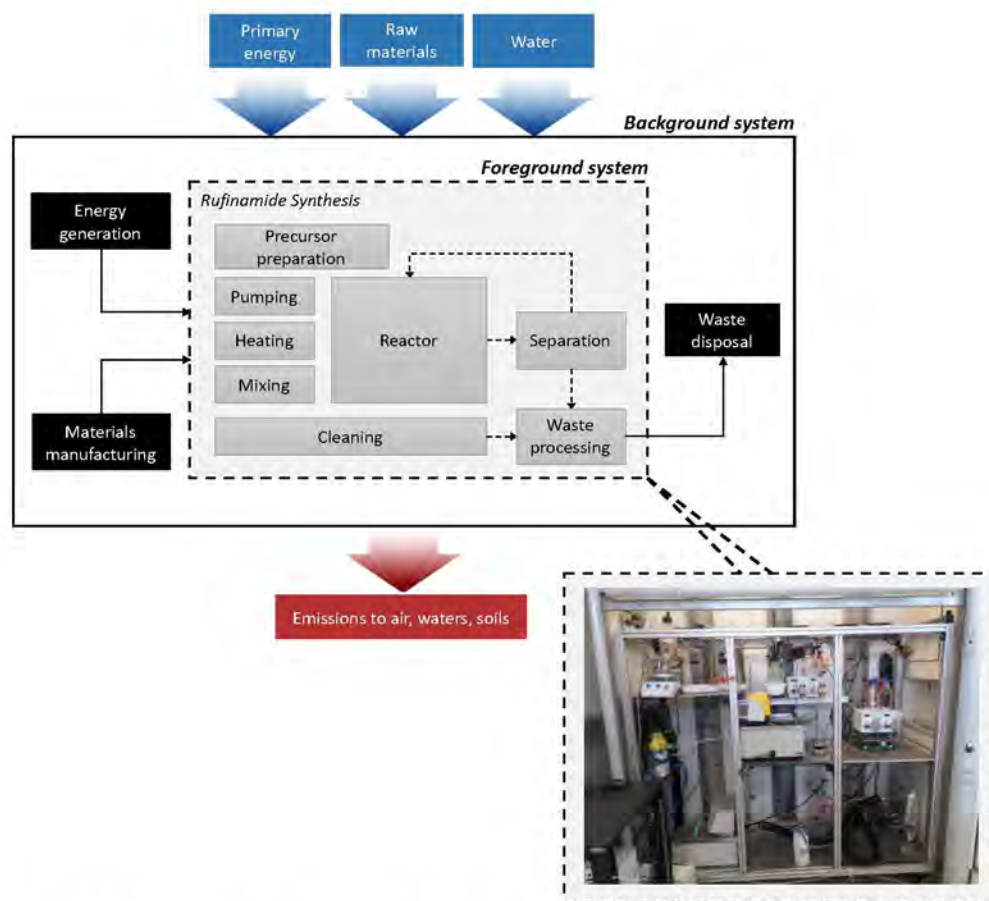 Primary
energy
Raw
materials
Water
Background system
Foreground system
Rufinamide Synthesis
Energy
generation
Precursor
preparation
Pumping
Heating
Mixing
Reactor
Separation
Waste
disposal
Materials
manufacturing
Cleaning
Waste
processing
Emissions to air, waters, soils